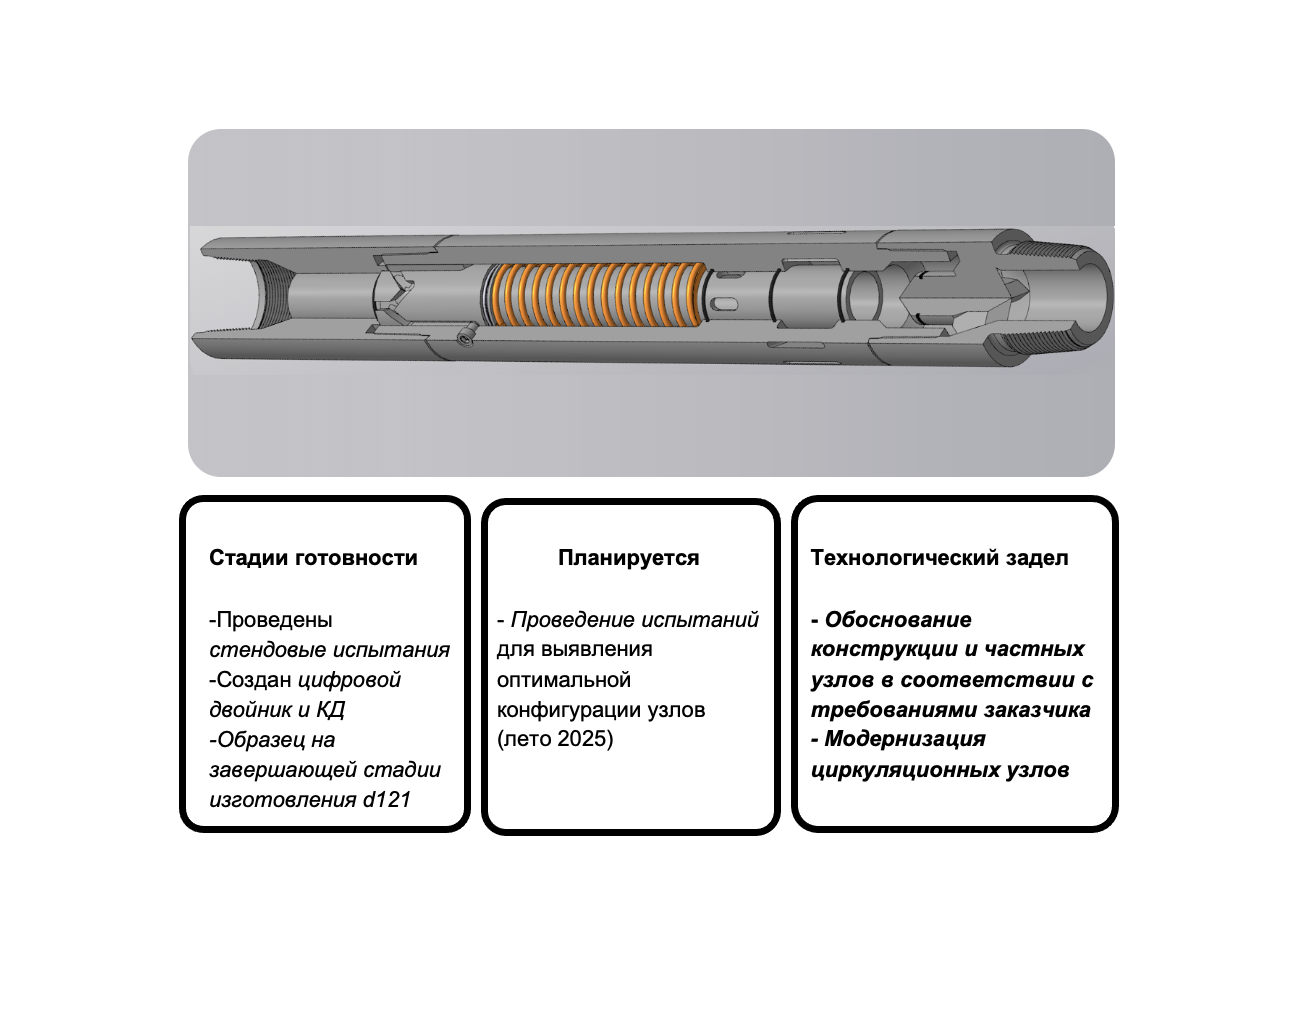 Стадии готовности
-Проведены
стендовые испытания
-Создан цифровой
двойник и КД
-Образец на
завершающей стадии
изготовления d121
Планируется
- Проведение испытаний
для выявления
оптимальной
конфигурации узлов
(лето 2025)
Технологический задел
- Обоснование
конструкции и частных
узлов в соответствии с
требованиями заказчика
- Модернизация
циркуляционных узлов